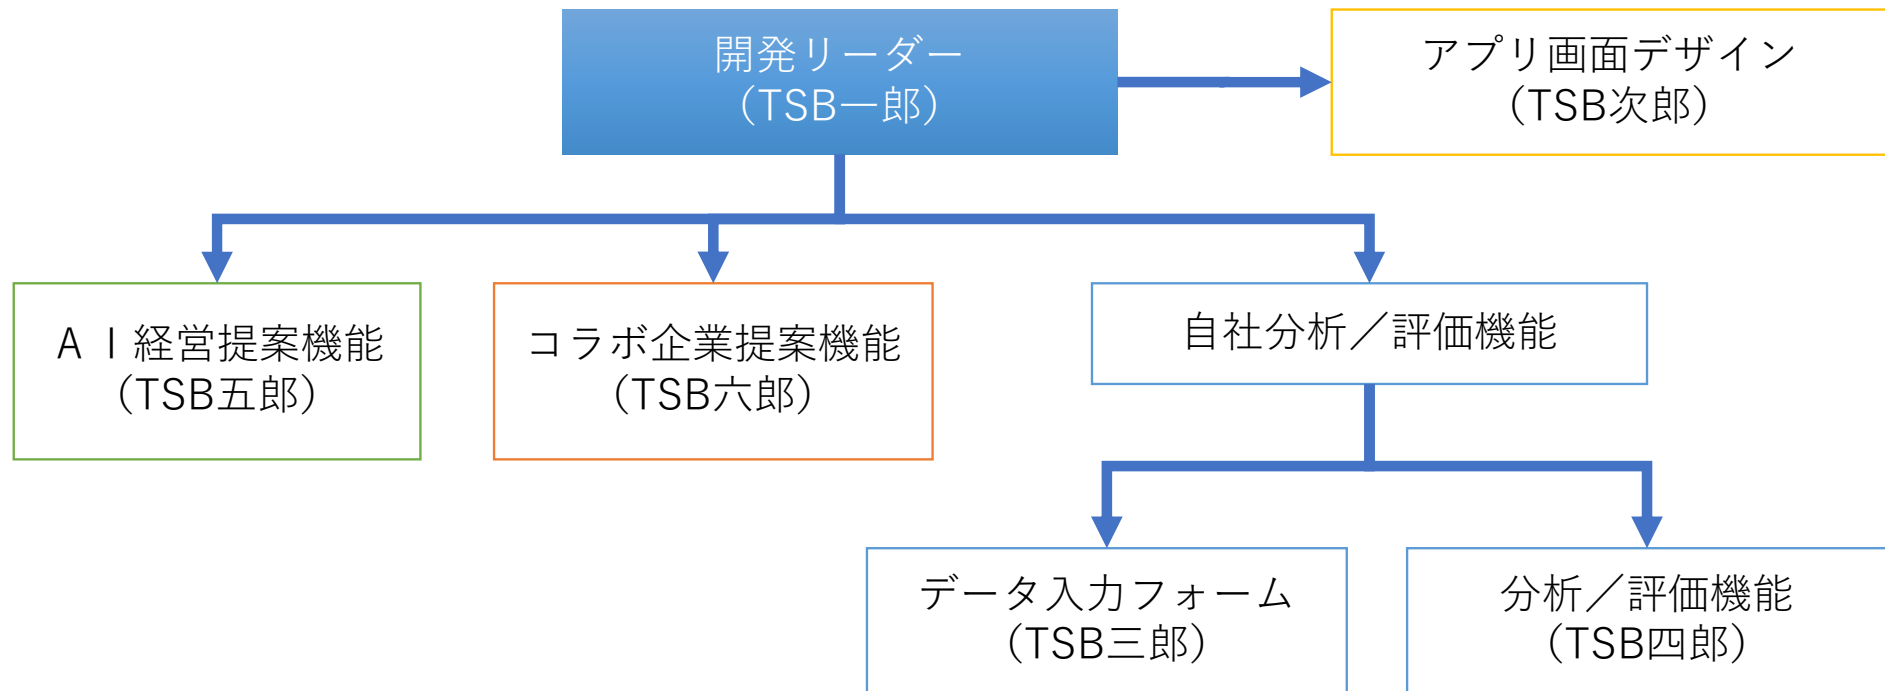 開発リーダー
(TSB一郎)
アプリ画面デザイン
(TSB次郎)
ＡＩ経営提案機能
(TSB五郎)
コラボ企業提案機能
(TSB六郎)
自社分析／評価機能
データ入力フォーム
(TSB三郎)
分析／評価機能
(TSB四郎)